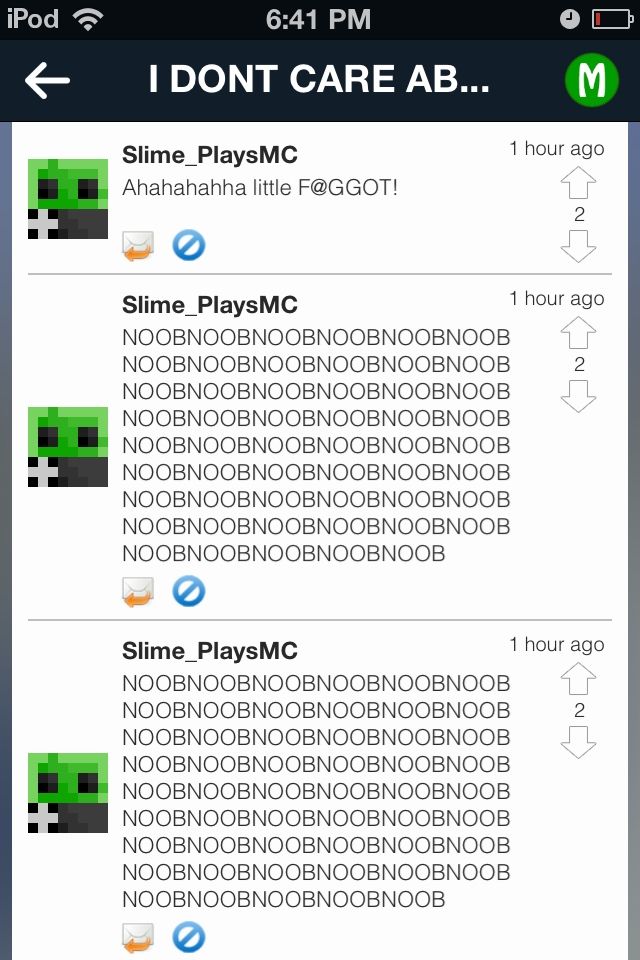 iPod
6:41 PM
I DONT CARE AB...
M
Slime_PlaysMC
1 hour ago
Ahahahahha little F@GGOT!
2
Slime_PlaysMC
1 hour ago
NOOBNOOBNOOBNOOBNOOBNOOB
NOOBNOOBNOOBNOOBNOOBNOOB
NOOBNOOBNOOBNOOBNOOBNOOB
NOOBNOOBNOOBNOOBNOOBNOOB
NOOBNOOBNOOBNOOBNOOBNOOB
NOOBNOOBNOOBNOOBNOOBNOOB
NOOBNOOBNOOBNOOBNOOBNOOB
NOOBNOOBNOOBNOOBNOOBNOOB
NOOBNOOBNOOBNOOBNOOB
2
Slime_PlaysMC
1 hour ago
NOOBNOOBNOOBNOOBNOOBNOOB
NOOBNOOBNOOBNOOBNOOBNOOB
NOOBNOOBNOOBNOOBNOOBNOOB
NOOBNOOBNOOBNOOBNOOBNOOB
NOOBNOOBNOOBNOOBNOOBNOOB
NOOBNOOBNOOBNOOBNOOBNOOB
NOOBNOOBNOOBNOOBNOOBNOOB
NOOBNOOBNOOBNOOBNOOBNOOB
NOOBNOOBNOOBNOOBNOOB
2